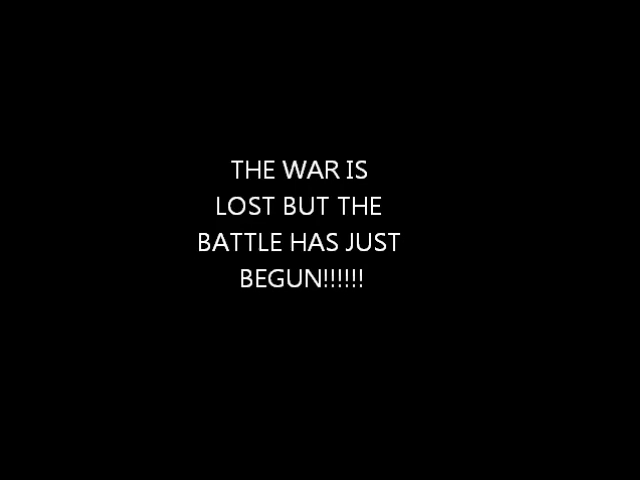 THE WAR IS
LOST BUT THE
BATTLE HAS JUST
BEGUN!!!!!!